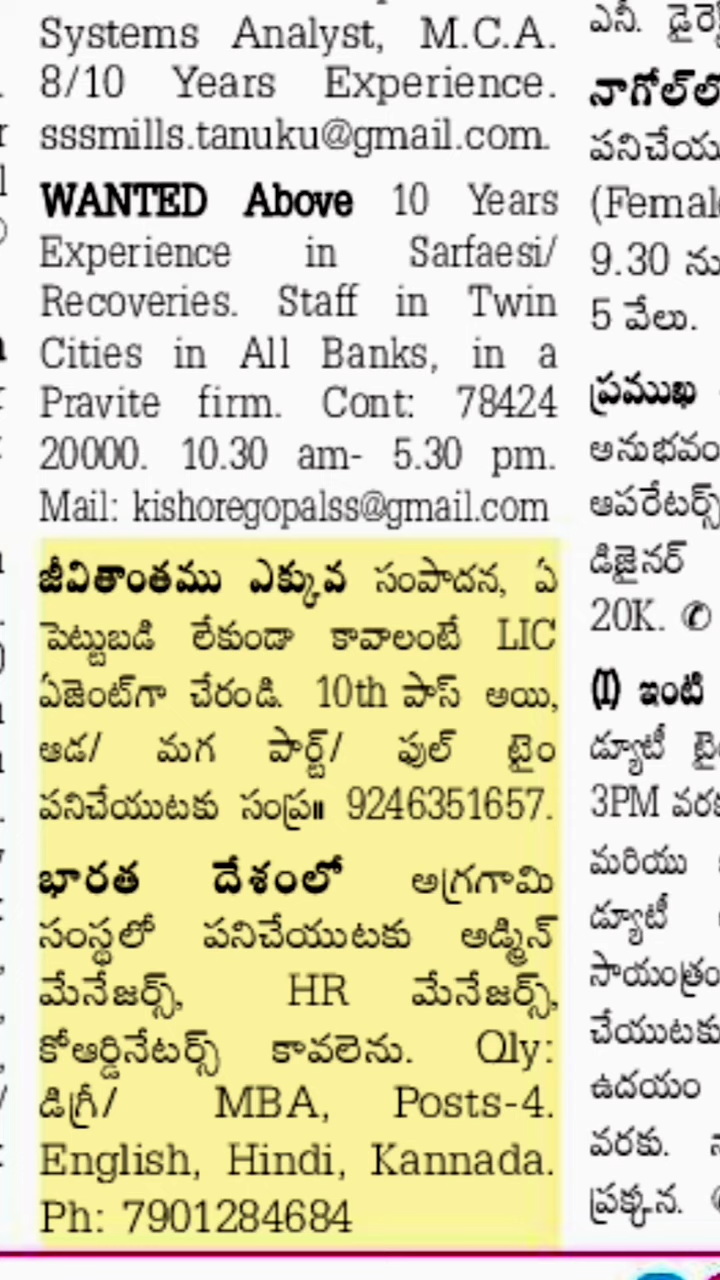 Systems Analyst, M.C.A.
8/10 Years Experience.
sssmills.tanuku@gmail.com.
WANTED Above 10 Years
Experience in Sarfaesi/
Recoveries. Staff in Twin
Cities in All Banks, in a
Pravite firm. Cont: 78424
20000. 10.30 am- 5.30 pm.
Mail: kishoregopalss@gmail.com
జీవితాంతము ఎక్కువ సంపాదన, ఏ
పెట్టుబడి లేకుండా కావాలంటే LIC
ఏజెంట్‌గా చేరండి. 10th పాస్ అయి,
ఆడ/ మగ పార్ట్/ ఫుల్ టైం
పనిచేయుటకు సంప్ర॥ 9246351657.
భారత దేశంలో అగ్రగామి
సంస్థలో పనిచేయుటకు అడ్మిన్
మేనేజర్స్, HR మేనేజర్స్,
కోఆర్డినేటర్స్ కావలెను. Qly:
డిగ్రీ/ MBA, Posts-4.
English, Hindi, Kannada.
Ph: 7901284684
ఎనీ.
నాగోల్‌లో
పనిచేయు
(Female
9.30 ను
5 వేలు.
ప్రముఖ
అనుభవం
ఆపరేటర్స్
డిజైనర్
20K. ✆
(I) ఇంటి
డ్యూటీ టైం
3PM వరకు
మరియు
డ్యూటీ
సాయంత్రం
చేయుటకు
ఉదయం
వరకు.
ప్రక్కన.